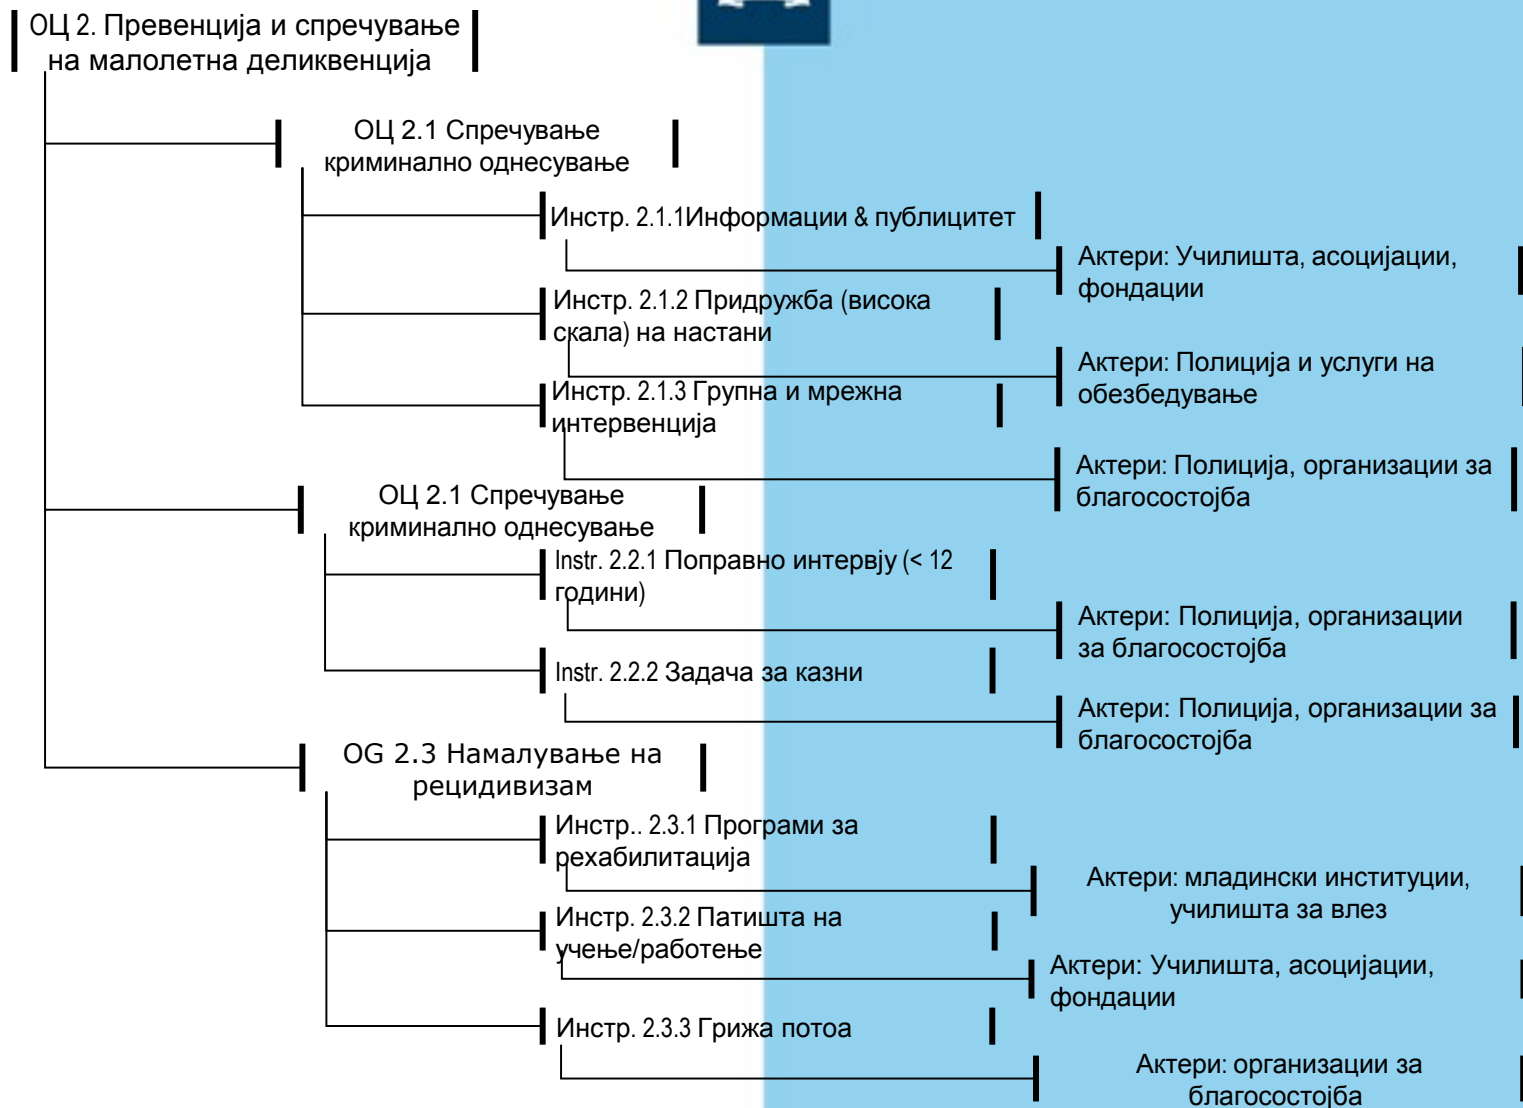 ОЦ 2. Превенција и спречување
на малолетна деликвенција
ОЦ 2.1 Спречување
криминално однесување
Инстр. 2.1.1Информации & публицитет
Актери: Училишта, асоцијации,
фондации
Инстр. 2.1.2 Придружба (висока
скала) на настани
Актери: Полиција и услуги на
обезбедување
Инстр. 2.1.3 Групна и мрежна
интервенција
Актери: Полиција, организации за
благосостојба
ОЦ 2.1 Спречување
криминално однесување
Instr. 2.2.1 Поправно интервју (< 12
години)
Актери: Полиција, организации
за благосостојба
Instr. 2.2.2 Задача за казни
Актери: Полиција, организации за
благосостојба
OG 2.3 Намалување на
рецидивизам
Инстр.. 2.3.1 Програми за
рехабилитација
Актери: младински институции,
училишта за влез
Инстр. 2.3.2 Патишта на
учење/работење
Актери: Училишта, асоцијации,
фондации
Инстр. 2.3.3 Грижа потоа
Актери: организации за
благосостојба